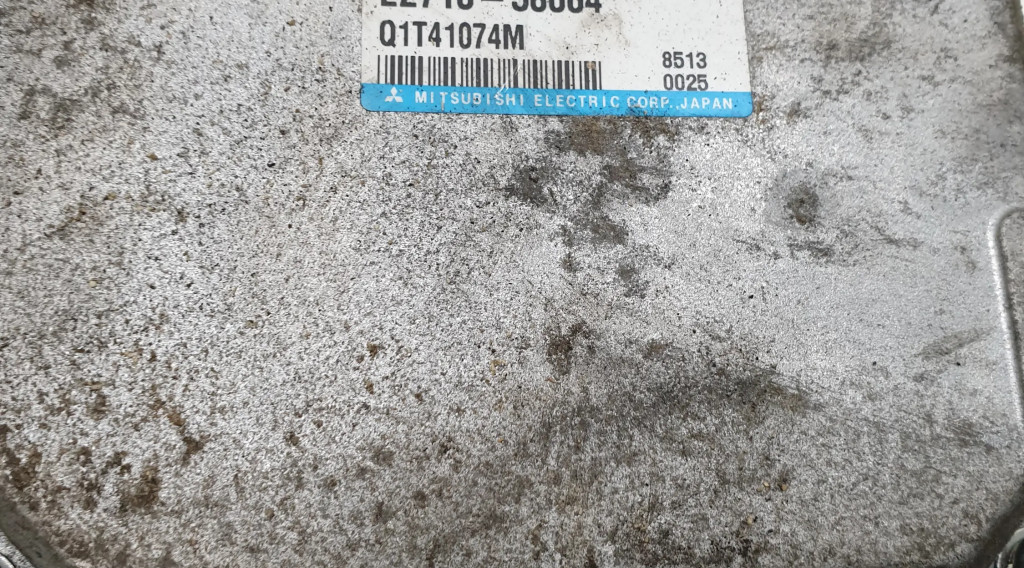 Q1T41074M
8513
0025
MITSUBISHI ELECTRIC CORP.,JAPAN